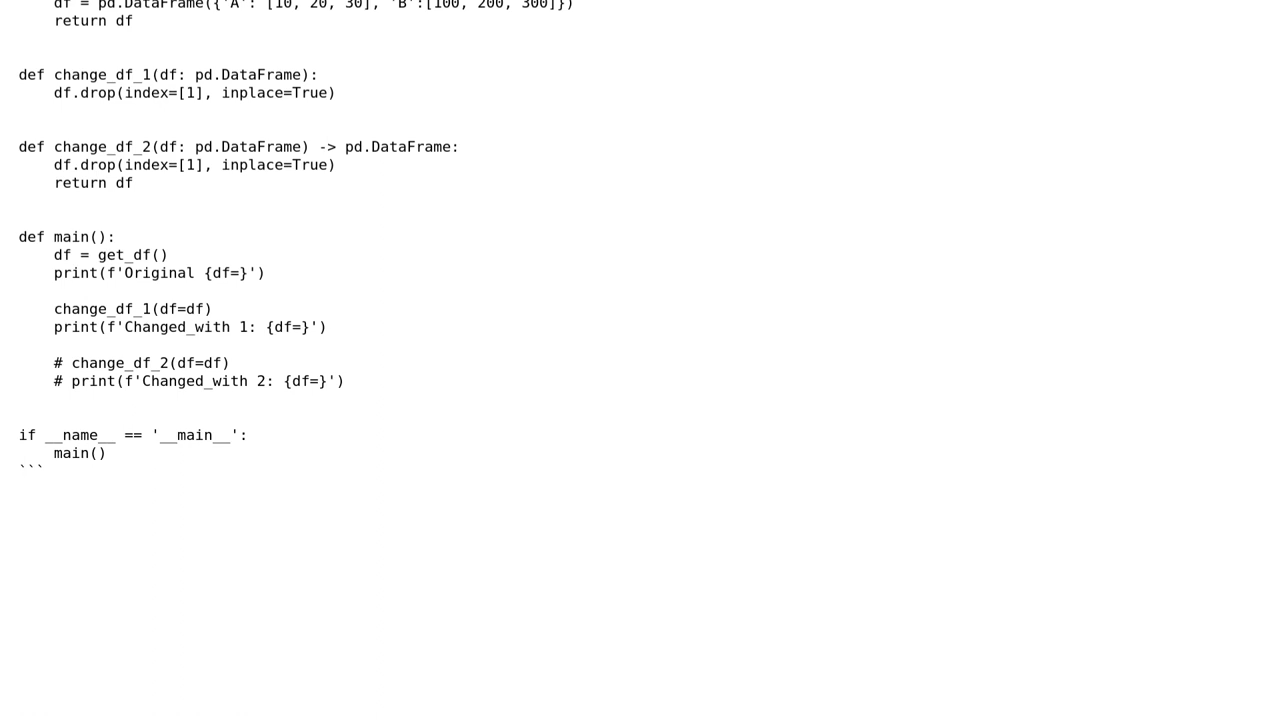 df = pd.DataFrame({'A': [10, 20, 30], 'B':[100, 200, 300]})
    return df


def change_df_1(df: pd.DataFrame):
    df.drop(index=[1], inplace=True)


def change_df_2(df: pd.DataFrame) -> pd.DataFrame:
    df.drop(index=[1], inplace=True)
    return df


def main():
    df = get_df()
    print(f'Original {df=}')

    change_df_1(df=df)
    print(f'Changed_with 1: {df=}')

    # change_df_2(df=df)
    # print(f'Changed_with 2: {df=}')


if __name__ == '__main__':
    main()
```